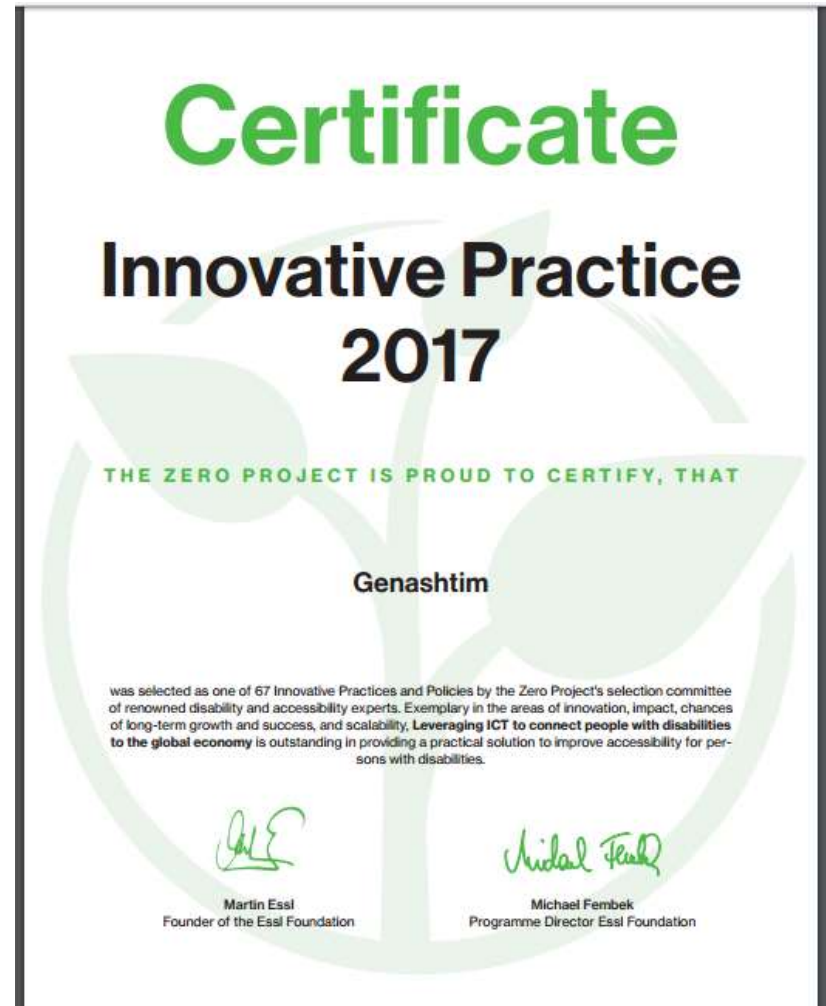 Certificate
Innovative Practice
2017
THE ZERO PROJECT IS PROUD TO CERTIFY, THAT
Genashtim
was selected as one of 67 Innovative Practices and Policies by the Zero Project's selection committee
of renowned disability and accessibility experts. Exemplary in the areas of innovation, impact, chances
of long-term growth and success, and scalability, Leveraging ICT to connect people with disabilities
to the global economy is outstanding in providing a practical solution to improve accessibility for per-
sons with disabilities.
Martin Essl
Founder of the Essl Foundation
Michael Fembek
Programme Director Essl Foundation